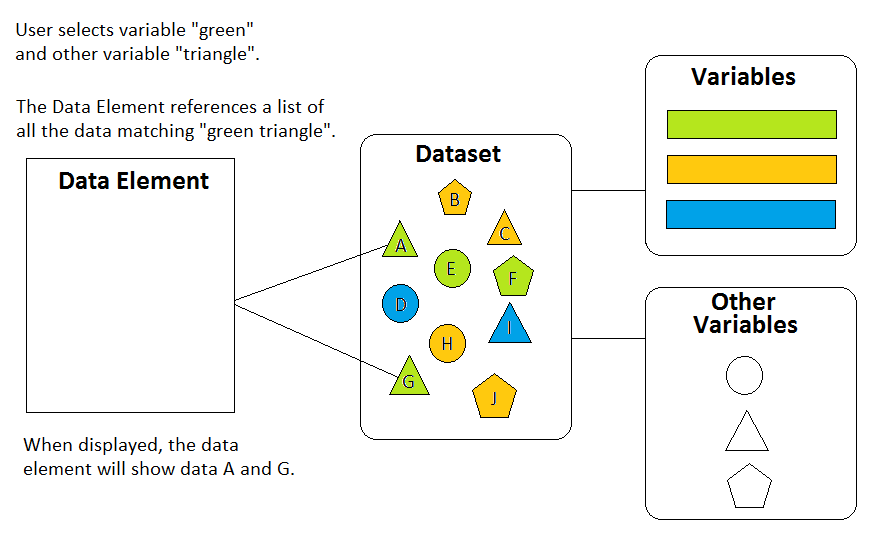 User selects variable "green"
and other variable "triangle".
The Data Element references a list of
all the data matching "green triangle".
Data Element
When displayed, the data
element will show data A and G.
Dataset
B
A
C
E
F
D
I
H
G
J
Variables
Other
Variables